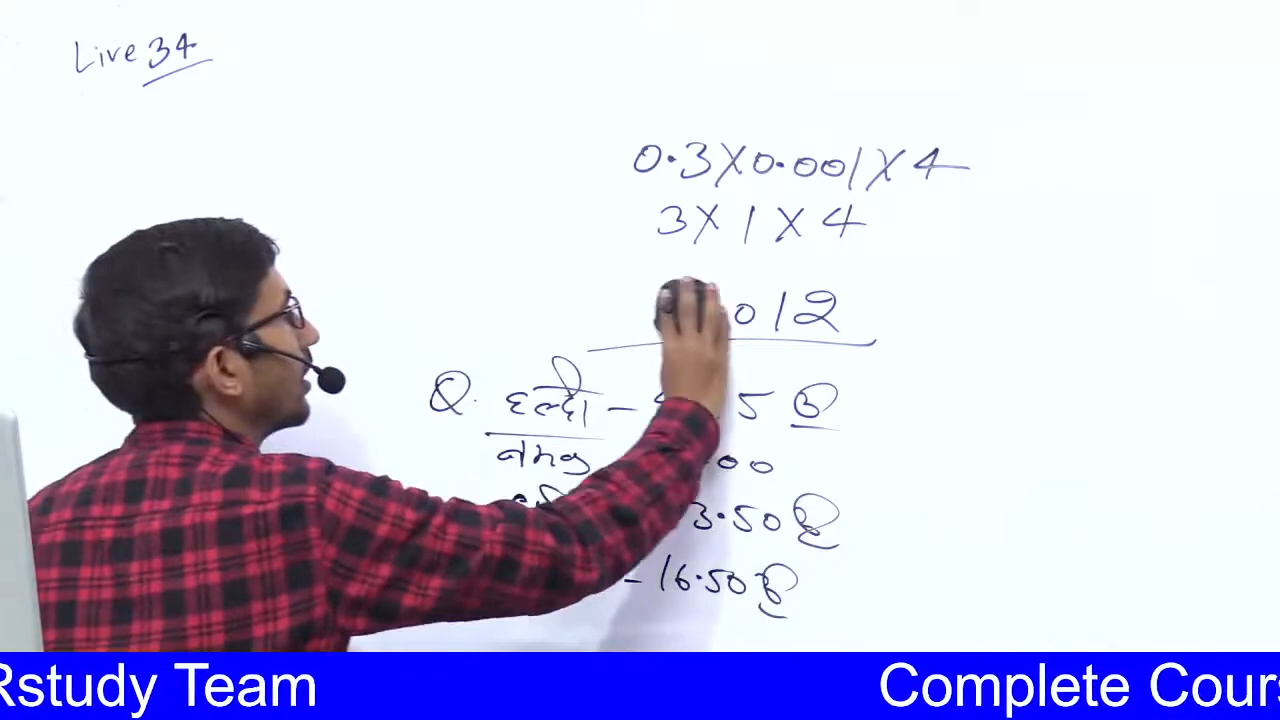 Live 34
0.3×0.001×4
3×1×4
012
Q. हल्दी - 5 रु
नमक 00
3.50 रु
- 16.50 रु
Rstudy Team Complete Cours